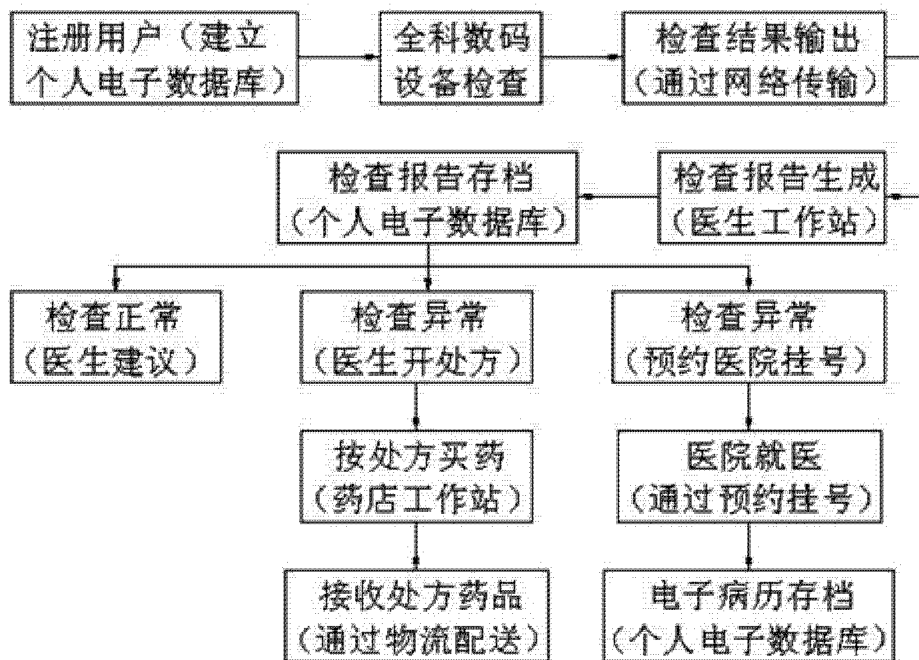 注册用户（建立
个人电子数据库）
全科数码
设备检查
检查结果输出
（通过网络传输）
检查报告存档
（个人电子数据库）
检查报告生成
（医生工作站）
检查正常
（医生建议）
检查异常
（医生开处方）
检查异常
（预约医院挂号）
按处方买药
（药店工作站）
医院就医
（通过预约挂号）
接收处方药品
（通过物流配送）
电子病历存档
（个人电子数据库）